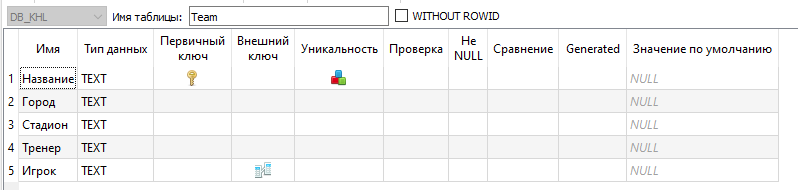 DB_KHL Имя таблицы: Team WITHOUT ROWID
Имя Тип данных Первичный ключ Внешний ключ Уникальность Проверка Не NULL Сравнение Generated Значение по умолчанию
1 Название TEXT NULL
2 Город TEXT NULL
3 Стадион TEXT NULL
4 Тренер TEXT NULL
5 Игрок TEXT NULL